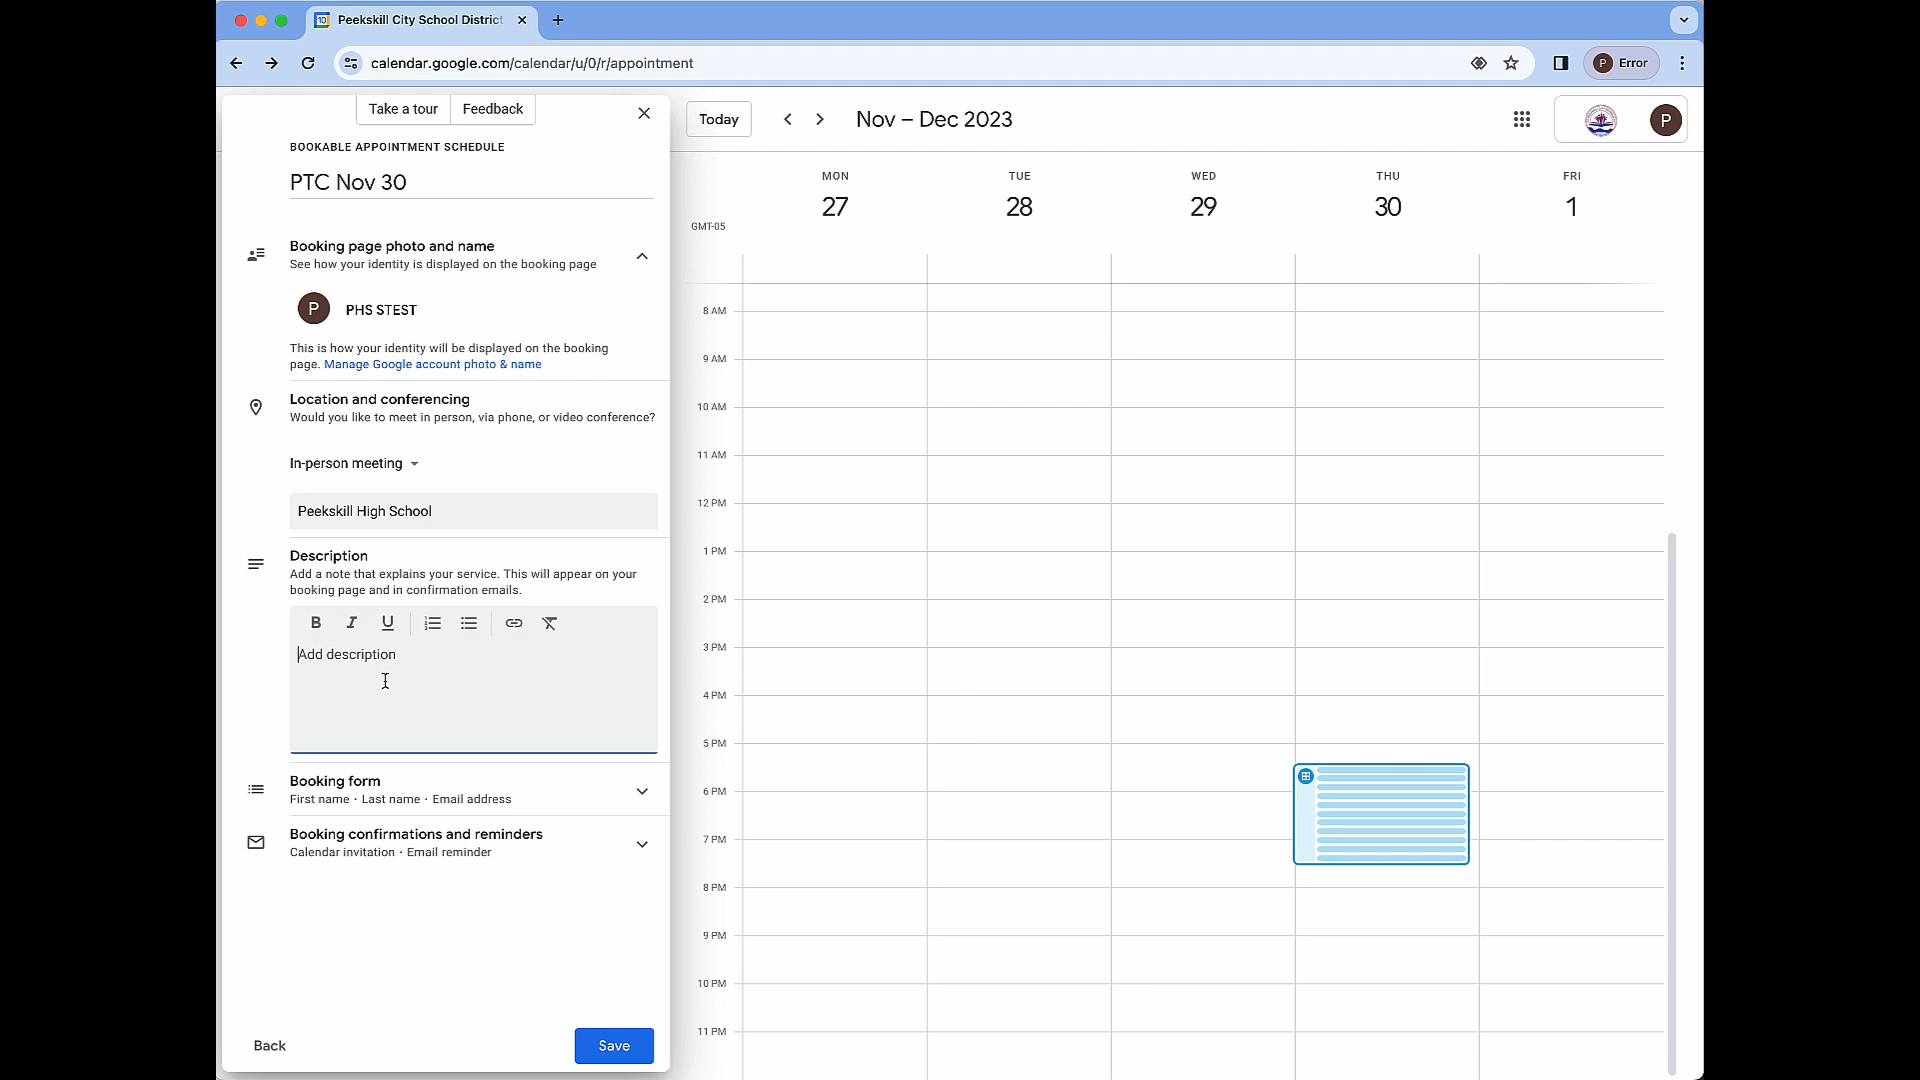 Peekskill City School District
calendar.google.com/calendar/u/0/r/appointment
P Error
Take a tour
Feedback
BOOKABLE APPOINTMENT SCHEDULE
PTC Nov 30
Booking page photo and name
See how your identity is displayed on the booking page
P PHS STEST
This is how your identity will be displayed on the booking
page. Manage Google account photo & name
Location and conferencing
Would you like to meet in person, via phone, or video conference?
In-person meeting
Peekskill High School
Description
Add a note that explains your service. This will appear on your
booking page and in confirmation emails.
B I U
Add description
Booking form
First name · Last name · Email address
Booking confirmations and reminders
Calendar invitation · Email reminder
Back
Save
Today
Nov – Dec 2023
P
MON TUE WED THU FRI
27 28 29 30 1
GMT-05
8 AM
9 AM
10 AM
11 AM
12 PM
1 PM
2 PM
3 PM
4 PM
5 PM
6 PM
7 PM
8 PM
9 PM
10 PM
11 PM